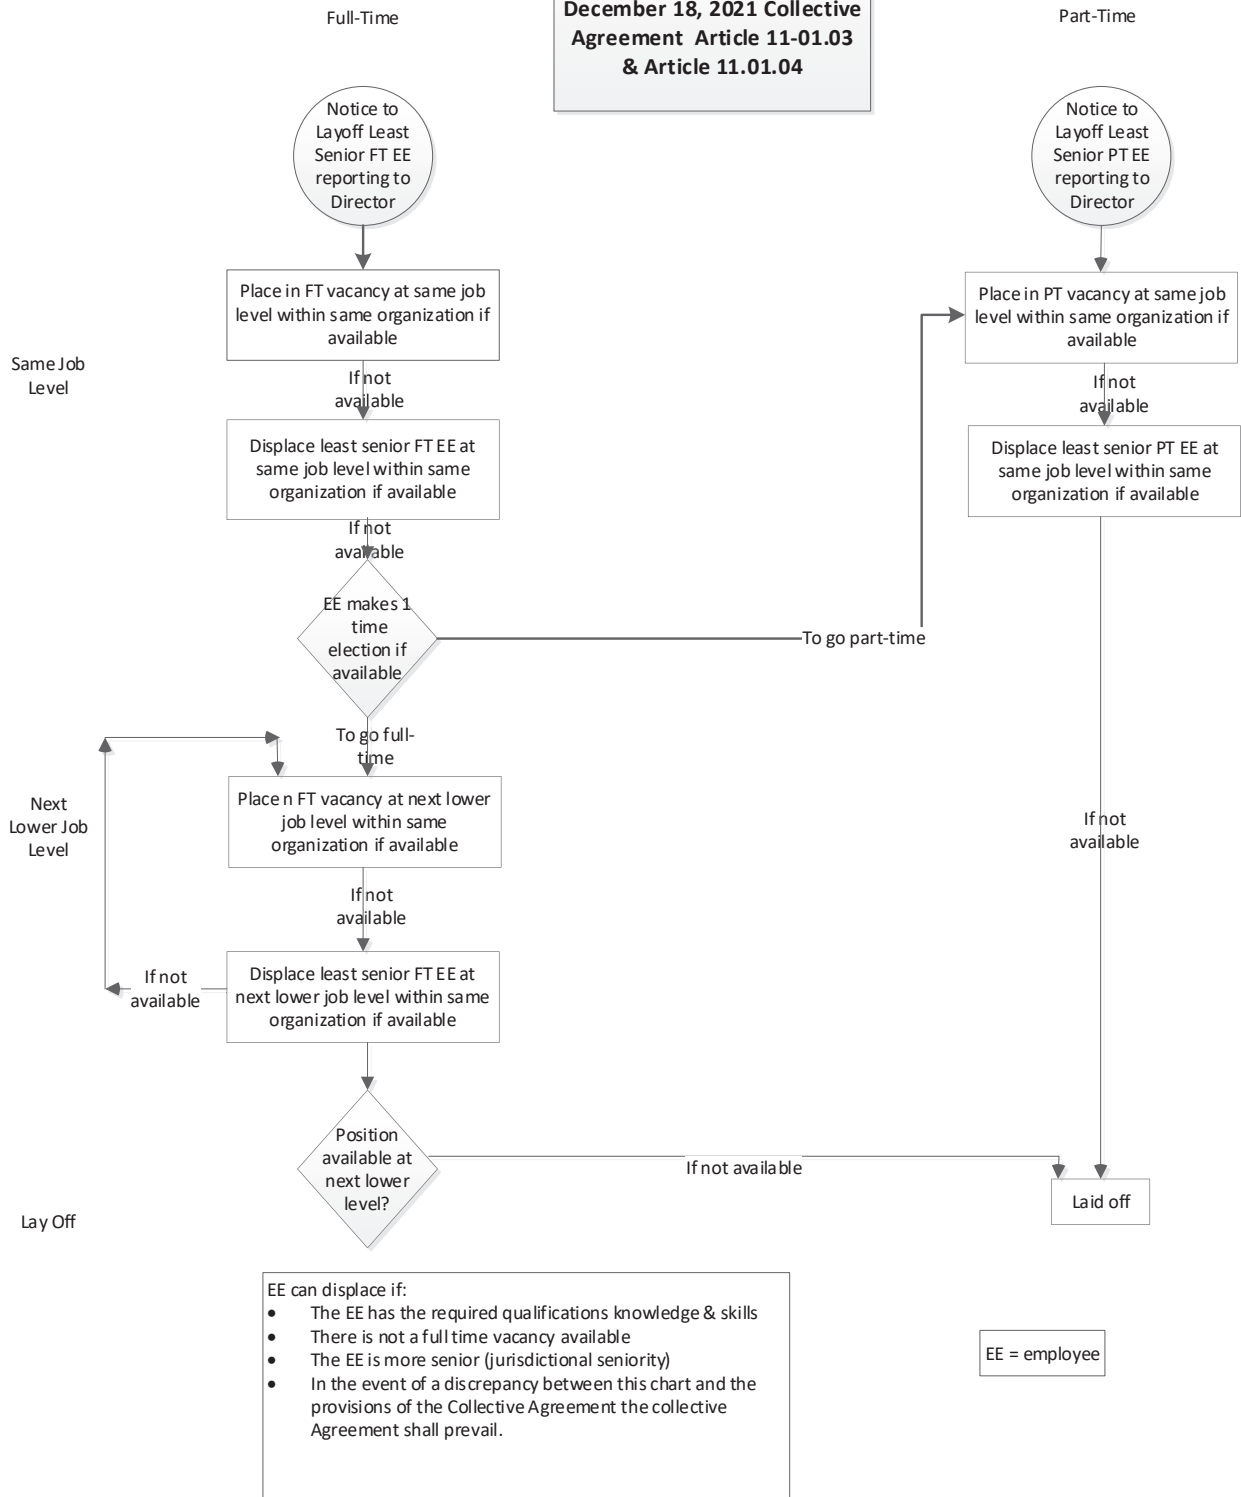 Full-Time
December 18, 2021 Collective
Agreement Article 11-01.03
& Article 11.01.04
Part-Time
Notice to
Layoff Least
Senior FT EE
reporting to
Director
Notice to
Layoff Least
Senior PT EE
reporting to
Director
Place in FT vacancy at same job
level within same organization if
available
Place in PT vacancy at same job
level within same organization if
available
Same Job
Level
If not
available
If not
available
Displace least senior FT EE at
same job level within same
organization if available
Displace least senior PT EE at
same job level within same
organization if available
If not
available
EE makes 1
time
election if
available
To go part-time
To go full-
time
Next
Lower Job
Level
Place n FT vacancy at next lower
job level within same
organization if available
If not
available
If not
available
If not
available
Displace least senior FT EE at
next lower job level within same
organization if available
Position
available at
next lower
level?
If not available
Laid off
Lay Off
EE can displace if:
• The EE has the required qualifications knowledge & skills
• There is not a full time vacancy available
• The EE is more senior (jurisdictional seniority)
• In the event of a discrepancy between this chart and the
provisions of the Collective Agreement the collective
Agreement shall prevail.
EE = employee